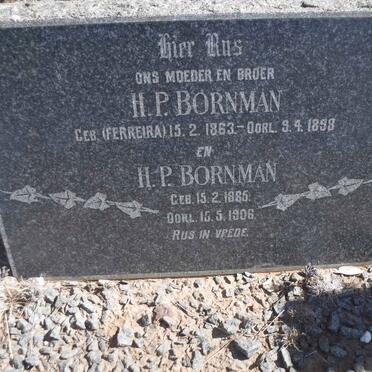 Hier Rus
ONS MOEDER EN BROER
H.P. BORNMAN
GEB. (FERREIRA) 15. 2. 1863.- OORL. 9. 4. 1898
EN
H.P. BORNMAN
GEB. 15. 2. 1885.
OORL. 15. 5. 1906.
RUS IN VREDE.